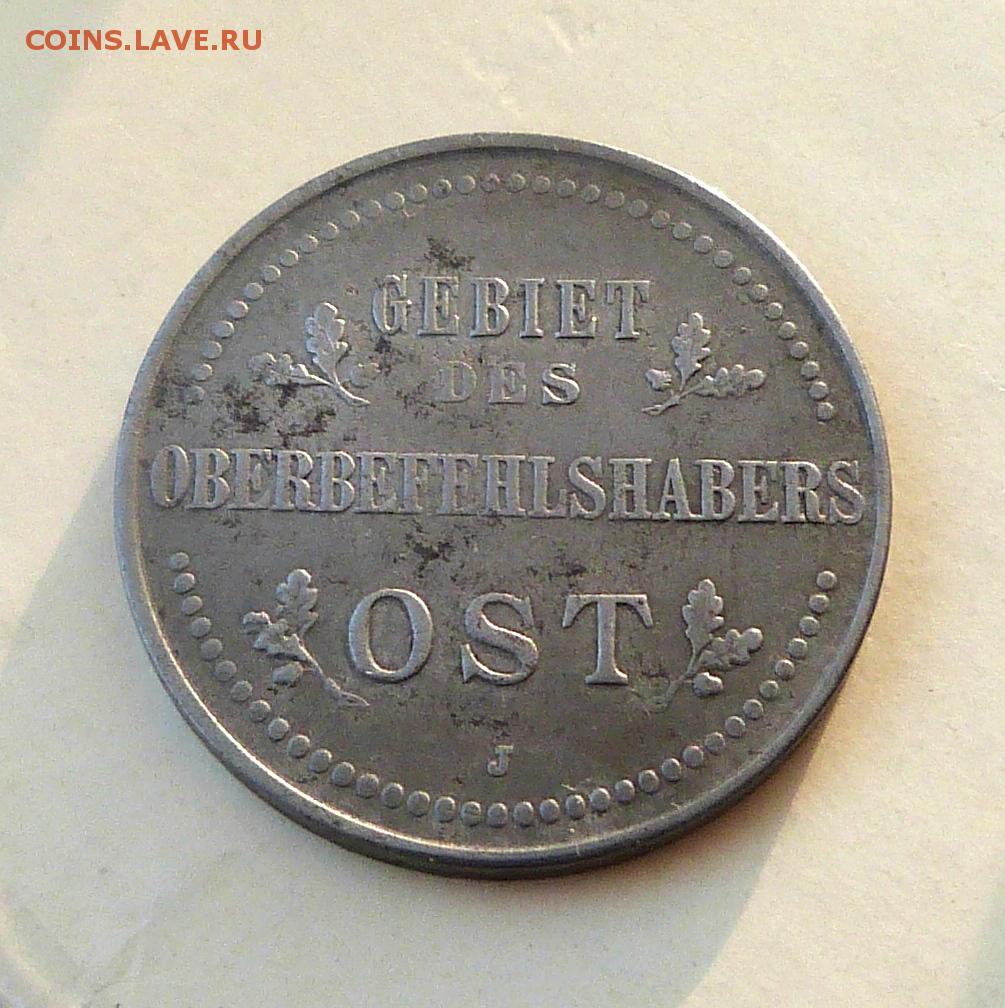 COINS.LAVE.RU
GEBIET
DES
OBERBEFEHLSHABERS
OST
J